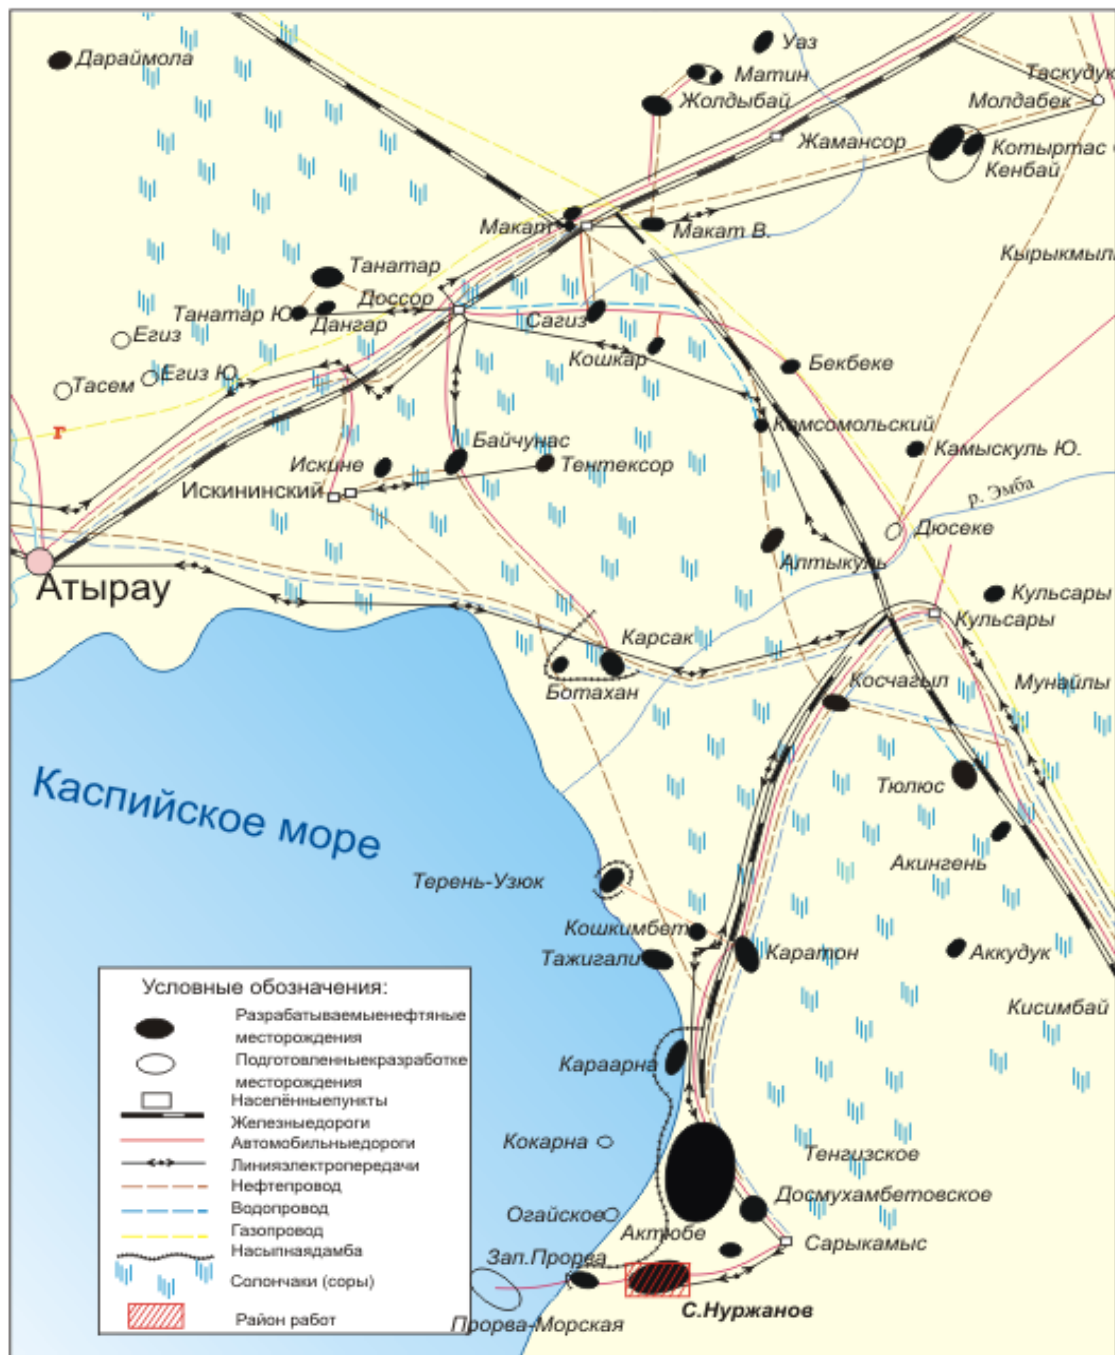 Уаз
Дараймола
Матин
Таскудук
Жолдыбай
Молдабек
Жамансор
Котыртас
Кенбай
Макат
Макат В.
Кырыкмыл
Танатар
Доссор
Танатар Ю
Дангар
Сагиз
Егиз
Кошкар
Бекбеке
Егиз Ю.
Тасем
г
Комсомольский
Байчунас
Камыскуль Ю.
Искине
Тентексор
Искининский
р. Эмба
Дюсеке
Алтыкуль
Атырау
Кульсары
Кульсары
Карсак
Косчагыл
Мунайлы
Ботахан
Каспийское море
Тюлюс
Акингень
Терень-Узюк
Кошкимбет
Тажигали
Каратон
Аккудук
Кисимбай
Караарна
Кокарна
Тенгизское
Досмухамбетовское
Огайское
Актюбе
Сарыкамыс
Зап.Прорва
С.Нуржанов
Прорва-Морская
Условные обозначения:
Разрабатываемыенефтяные
месторождения
Подготовленныекразработке
месторождения
Населённыепункты
Железныедороги
Автомобильныедороги
Линияэлектропередачи
Нефтепровод
Водопровод
Газопровод
Насыпнаядамба
Солончаки (соры)
Район работ